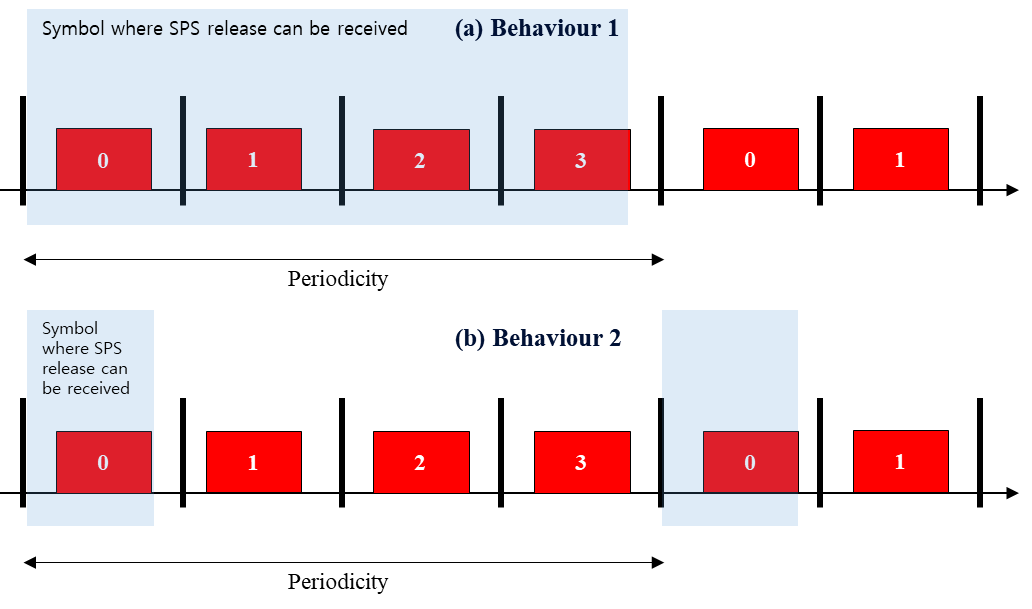 Symbol where SPS release can be received
(a) Behaviour 1
0 1 2 3 0 1
Periodicity
Symbol
where SPS
release can
be received
(b) Behaviour 2
0 1 2 3 0 1
Periodicity